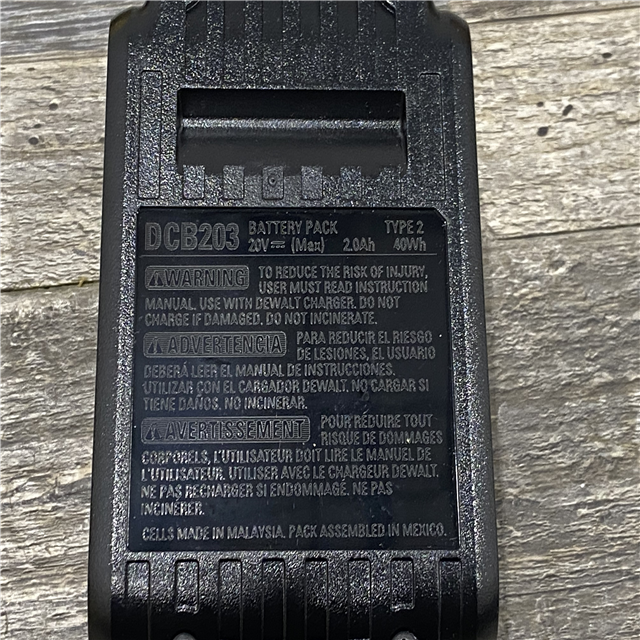 DCB203 BATTERY PACK TYPE 2
20V⎓ (Max) 2.0Ah 40Wh
⚠WARNING TO REDUCE THE RISK OF INJURY,
USER MUST READ INSTRUCTION
MANUAL. USE WITH DEWALT CHARGER. DO NOT
CHARGE IF DAMAGED. DO NOT INCINERATE.
⚠ADVERTENCIA PARA REDUCIR EL RIESGO
DE LESIONES, EL USUARIO
DEBERÁ LEER EL MANUAL DE INSTRUCCIONES.
UTILIZAR CON EL CARGADOR DEWALT. NO CARGAR SI
TIENE DAÑOS. NO INCINERAR.
⚠AVERTISSEMENT POUR RÉDUIRE TOUT
RISQUE DE DOMMAGES
CORPORELS, L'UTILISATEUR DOIT LIRE LE MANUEL DE
L'UTILISATEUR. UTILISER AVEC LE CHARGEUR DEWALT.
NE PAS RECHARGER SI ENDOMMAGÉ. NE PAS
INCINÉRER.
CELLS MADE IN MALAYSIA. PACK ASSEMBLED IN MEXICO.